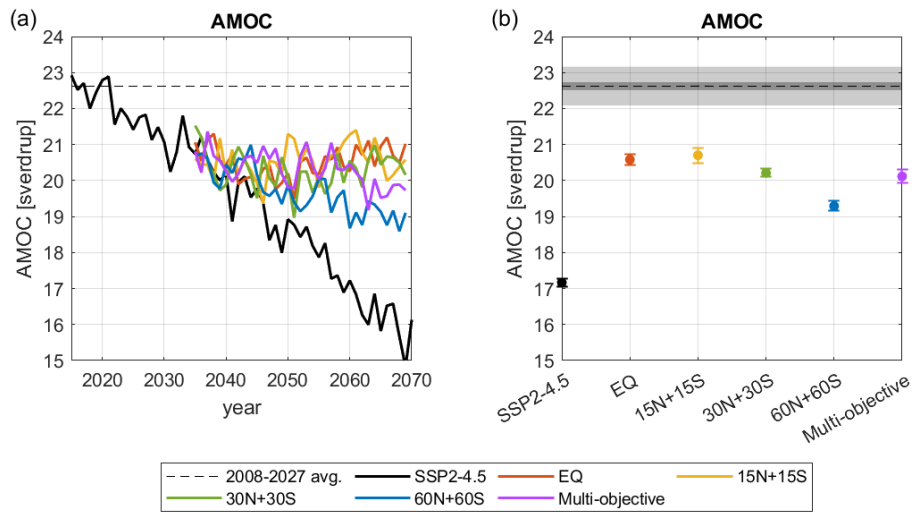 (a)
AMOC
24
23
22
21
20
19
18
17
16
15
AMOC [sverdrup]
2020 2030 2040 2050 2060 2070
year
(b)
AMOC
24
23
22
21
20
19
18
17
16
15
AMOC [sverdrup]
SSP2-4.5
EQ
15N+15S
30N+30S
60N+60S
Multi-objective
2008-2027 avg. SSP2-4.5 EQ 15N+15S
30N+30S 60N+60S Multi-objective